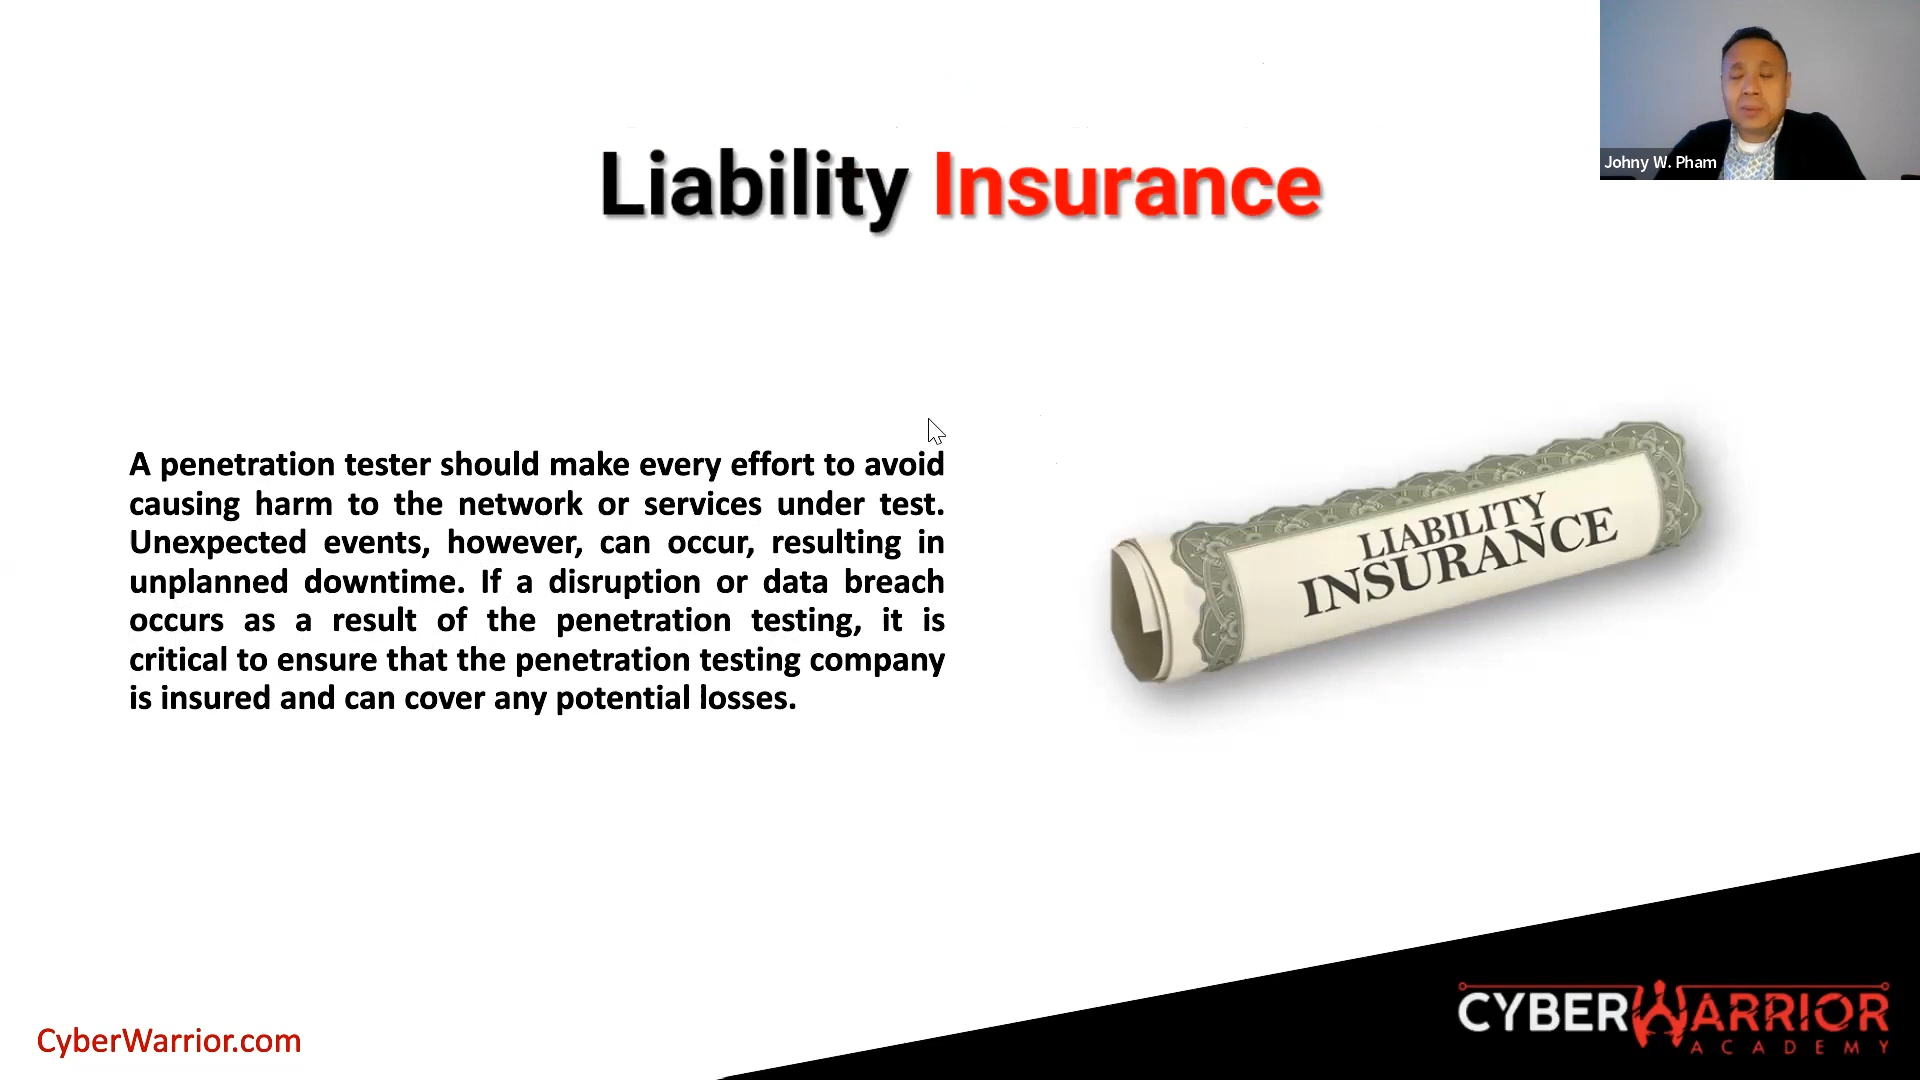 Johny W. Pham
Liability Insurance
A penetration tester should make every effort to avoid
causing harm to the network or services under test.
Unexpected events, however, can occur, resulting in
unplanned downtime. If a disruption or data breach
occurs as a result of the penetration testing, it is
critical to ensure that the penetration testing company
is insured and can cover any potential losses.
LIABILITY
INSURANCE
CyberWarrior.com
CYBERWARRIOR
ACADEMY